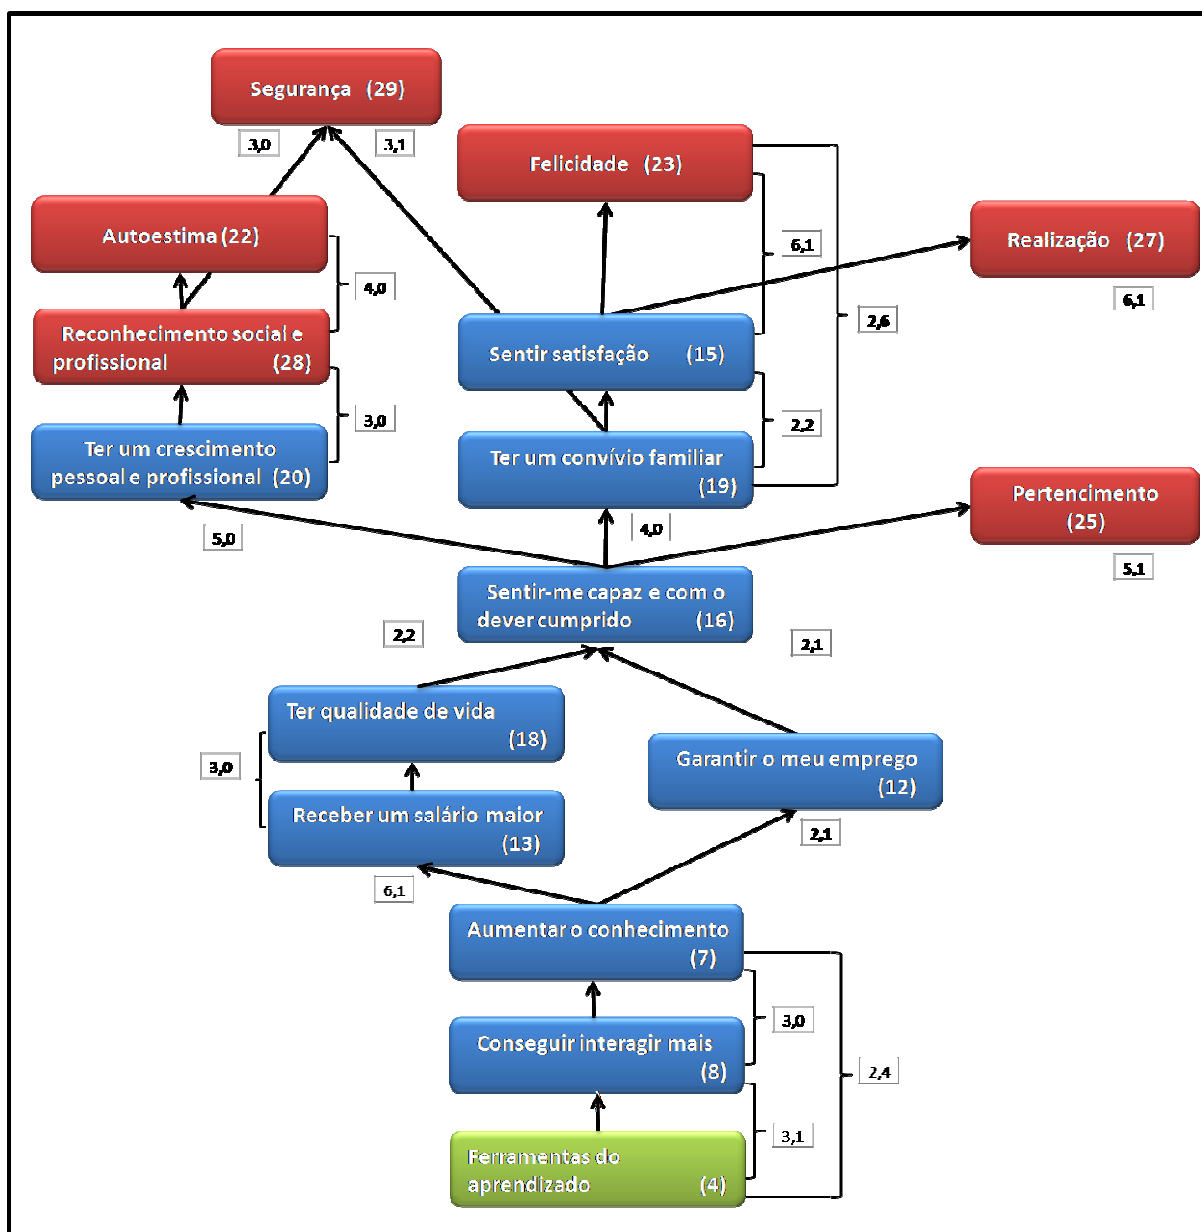 Segurança (29)
3,0
3,1
Felicidade (23)
Autoestima (22)
Realização (27)
6,1
4,0
6,1
2,6
Reconhecimento social e
profissional (28)
Sentir satisfação (15)
3,0
2,2
Ter um crescimento
pessoal e profissional (20)
Ter um convívio familiar
(19)
Pertencimento
(25)
5,0
4,0
5,1
Sentir-me capaz e com o
dever cumprido (16)
2,2
2,1
Ter qualidade de vida
(18)
3,0
Garantir o meu emprego
(12)
Receber um salário maior
(13)
2,1
6,1
Aumentar o conhecimento
(7)
3,0
Conseguir interagir mais
(8)
2,4
3,1
Ferramentas do
aprendizado (4)